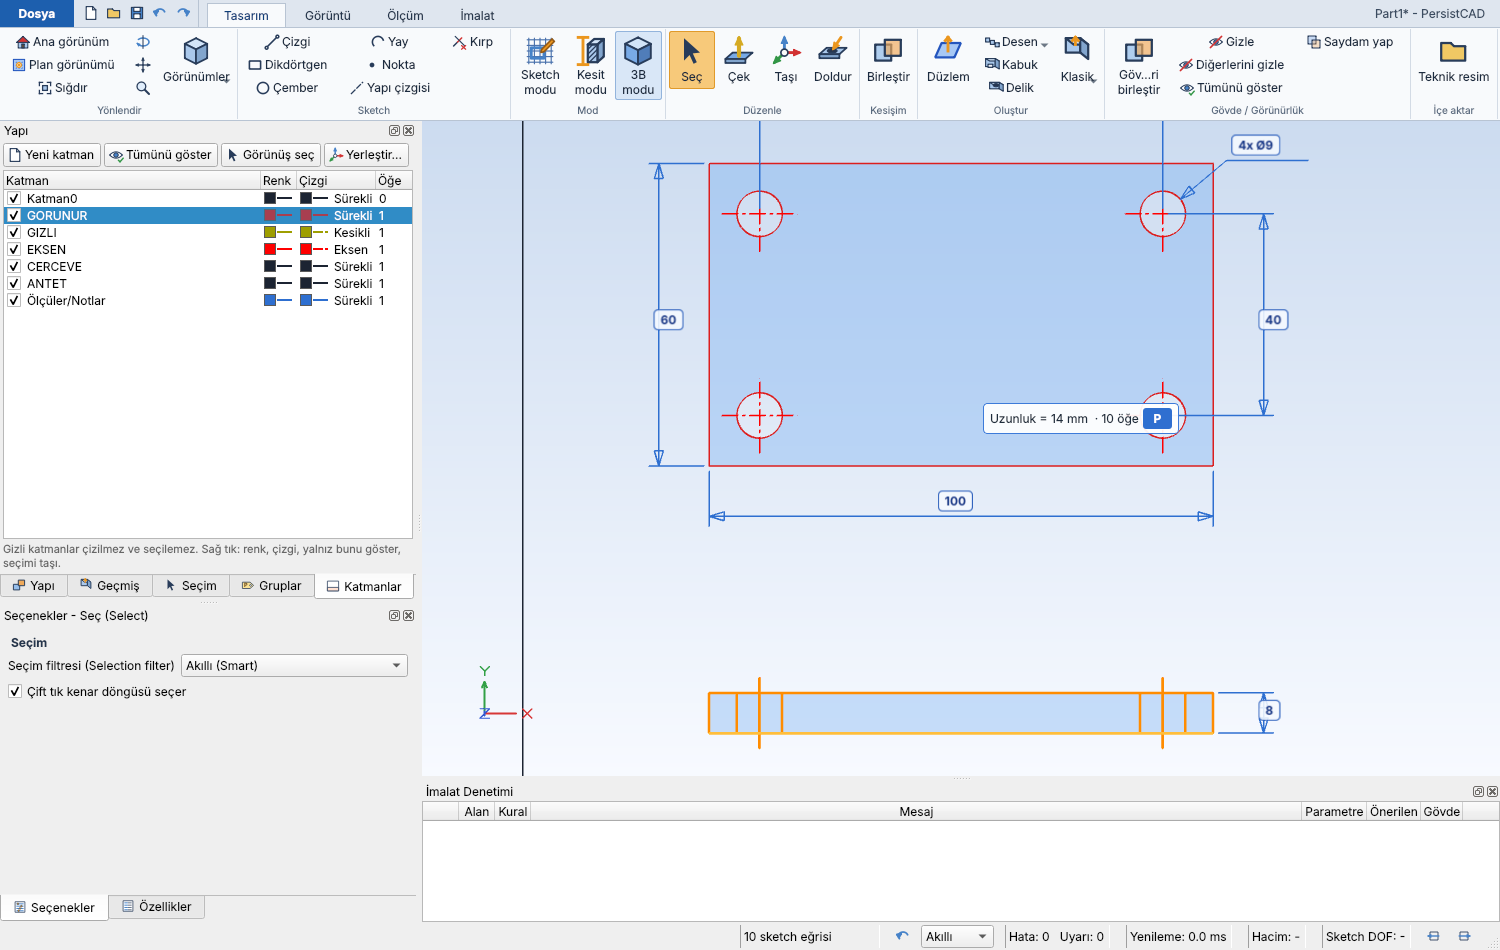 Dosya
Tasarım Görüntü Ölçüm İmalat
Part1* - PersistCAD
Ana görünüm
Plan görünümü
Sığdır
Görünümler
Yönlendir
Çizgi
Dikdörtgen
Çember
Yay
Nokta
Yapı çizgisi
Kırp
Sketch
Sketch modu
Kesit modu
3B modu
Mod
Seç
Çek
Taşı
Doldur
Düzenle
Birleştir
Kesişim
Düzlem
Desen
Kabuk
Delik
Klasik
Oluştur
Göv...ri birleştir
Gizle
Diğerlerini gizle
Tümünü göster
Saydam yap
Gövde / Görünürlük
Teknik resim
İçe aktar
Yapı
Yeni katman Tümünü göster Görünüş seç Yerleştir...
Katman Renk Çizgi Öğe
Katman0 Sürekli 0
GORUNUR Sürekli 1
GIZLI Kesikli 1
EKSEN Eksen 1
CERCEVE Sürekli 1
ANTET Sürekli 1
Ölçüler/Notlar Sürekli 1
Gizli katmanlar çizilmez ve seçilemez. Sağ tık: renk, çizgi, yalnız bunu göster,
seçimi taşı.
Yapı Geçmiş Seçim Gruplar Katmanlar
Seçenekler - Seç (Select)
Seçim
Seçim filtresi (Selection filter) Akıllı (Smart)
Çift tık kenar döngüsü seçer
Seçenekler Özellikler
4x Ø9
60
40
Uzunluk = 14 mm · 10 öğe P
100
8
Y
Z X
İmalat Denetimi
Alan Kural Mesaj Parametre Önerilen Gövde
10 sketch eğrisi Akıllı Hata: 0 Uyarı: 0 Yenileme: 0.0 ms Hacim: - Sketch DOF: -